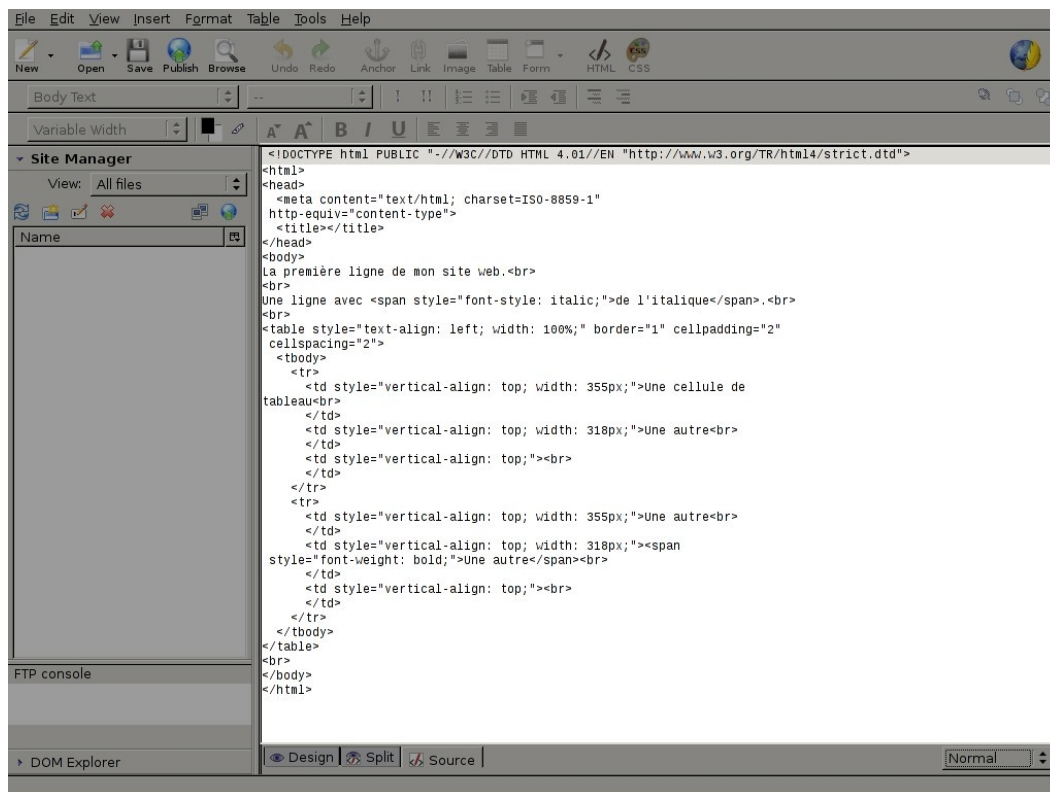 File Edit View Insert Format Table Tools Help
New Open Save Publish Browse Undo Redo Anchor Link Image Table Form HTML CSS
Body Text --
Variable Width A A B I U
Site Manager
View: All files
Name
FTP console
DOM Explorer
<!DOCTYPE html PUBLIC "-//W3C//DTD HTML 4.01//EN "http://www.w3.org/TR/html4/strict.dtd">
<html>
<head>
  <meta content="text/html; charset=ISO-8859-1"
 http-equiv="content-type">
  <title></title>
</head>
<body>
La première ligne de mon site web.<br>
<br>
Une ligne avec <span style="font-style: italic;">de l'italique</span>.<br>
<br>
<table style="text-align: left; width: 100%;" border="1" cellpadding="2"
 cellspacing="2">
  <tbody>
    <tr>
      <td style="vertical-align: top; width: 355px;">Une cellule de
tableau<br>
      </td>
      <td style="vertical-align: top; width: 318px;">Une autre<br>
      </td>
      <td style="vertical-align: top;"><br>
      </td>
    </tr>
    <tr>
      <td style="vertical-align: top; width: 355px;">Une autre<br>
      </td>
      <td style="vertical-align: top; width: 318px;"><span
 style="font-weight: bold;">Une autre</span><br>
      </td>
      <td style="vertical-align: top;"><br>
      </td>
    </tr>
  </tbody>
</table>
<br>
</body>
</html>
Design Split Source Normal